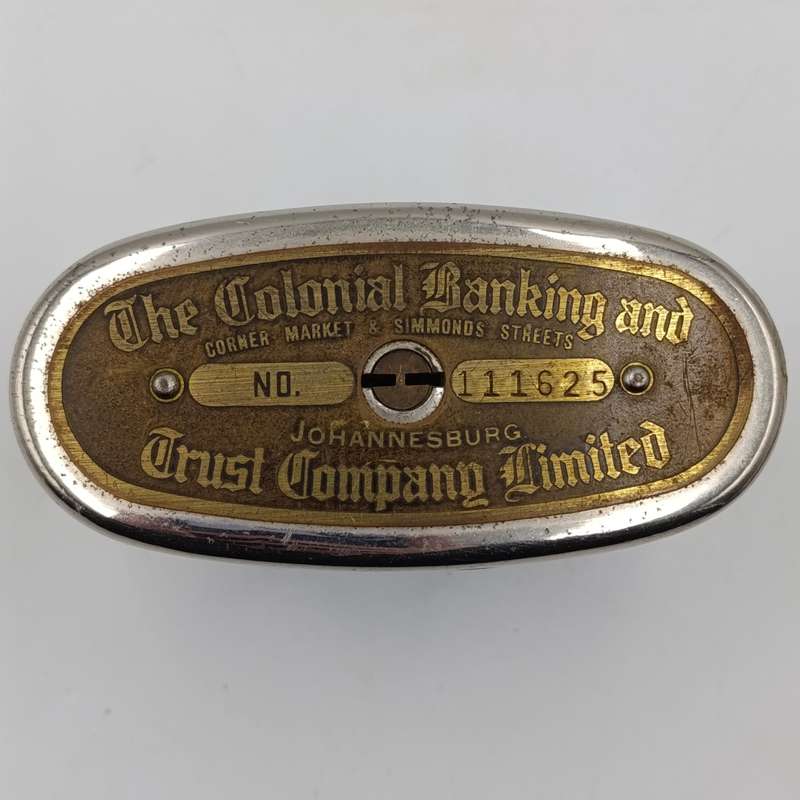 The Colonial Banking and
CORNER MARKET & SIMMONDS STREETS
NO. 111625
JOHANNESBURG
Trust Company Limited